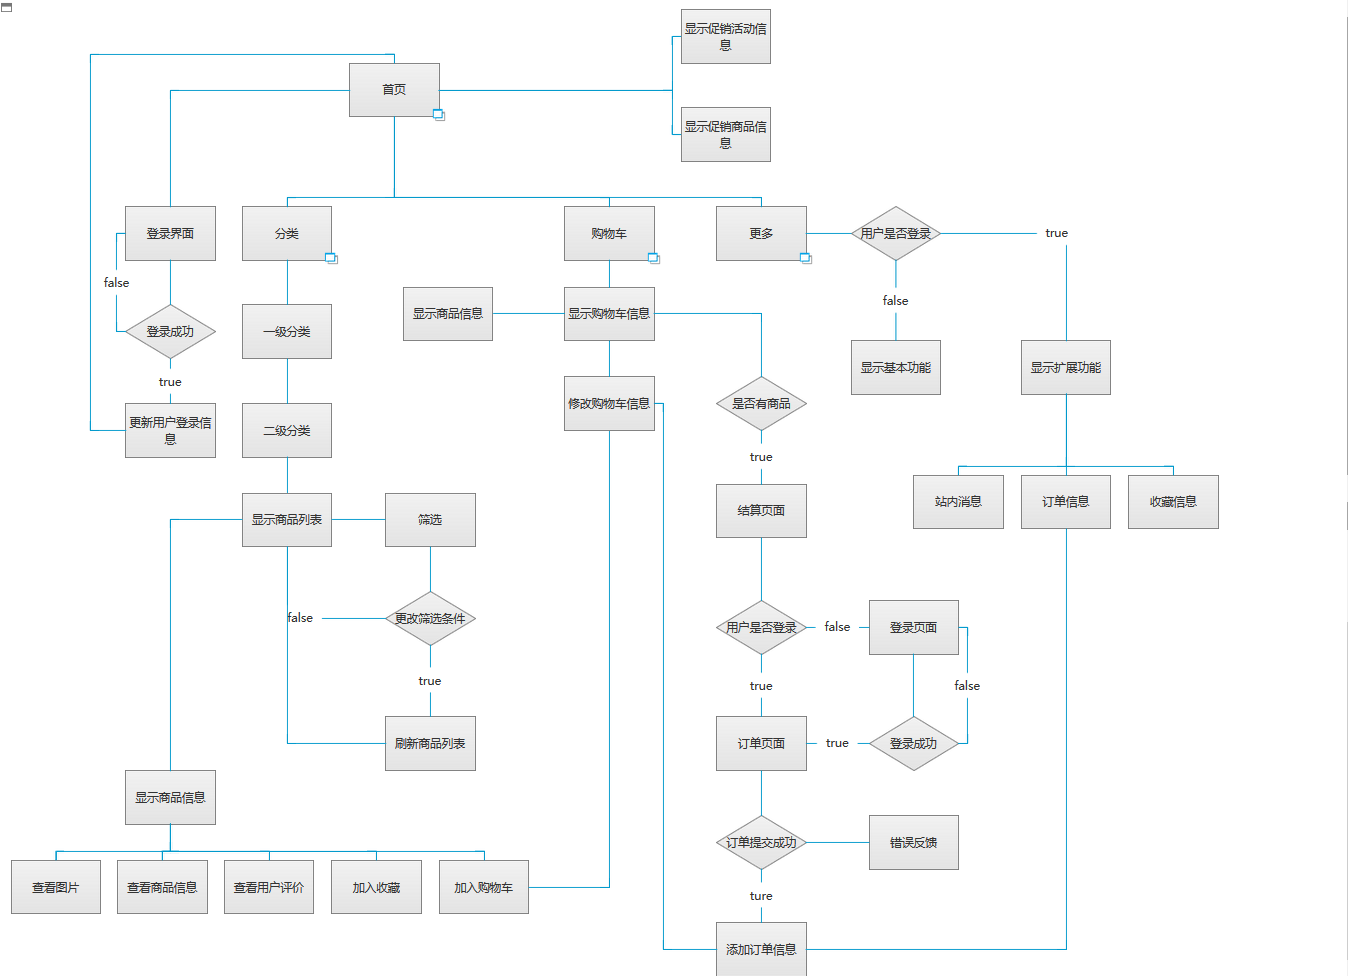 显示促销活动信
息
首页
显示促销商品信
息
登录界面
分类
购物车
更多
用户是否登录
true
false
false
显示商品信息
显示购物车信息
一级分类
登录成功
显示基本功能
显示扩展功能
true
修改购物车信息
是否有商品
更新用户登录信
息
二级分类
true
站内消息
订单信息
收藏信息
显示商品列表
筛选
结算页面
false
更改筛选条件
用户是否登录
false
登录页面
true
true
false
刷新商品列表
订单页面
true
登录成功
显示商品信息
订单提交成功
错误反馈
查看图片
查看商品信息
查看用户评价
加入收藏
加入购物车
ture
添加订单信息